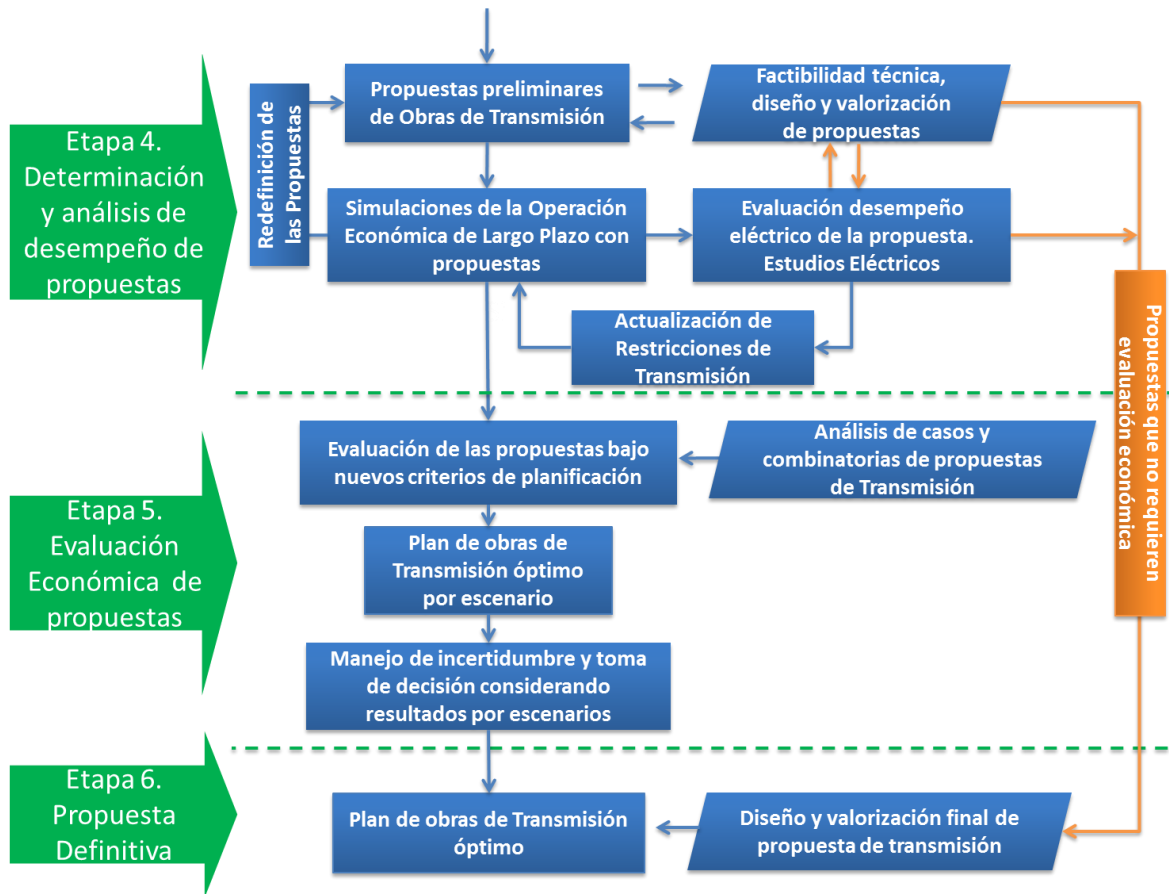 Etapa 4.
Determinación
y análisis de
desempeño de
propuestas
Redefinición de
las Propuestas
Propuestas preliminares
de Obras de Transmisión
Factibilidad técnica,
diseño y valorización
de propuestas
Simulaciones de la Operación
Económica de Largo Plazo con
propuestas
Evaluación desempeño
eléctrico de la propuesta.
Estudios Eléctricos
Actualización de
Restricciones de
Transmisión
Propuestas que no requieren
evaluación económica
Etapa 5.
Evaluación
Económica de
propuestas
Evaluación de las propuestas bajo
nuevos criterios de planificación
Análisis de casos y
combinatorias de propuestas
de Transmisión
Plan de obras de
Transmisión óptimo
por escenario
Manejo de incertidumbre y toma
de decisión considerando
resultados por escenarios
Etapa 6.
Propuesta
Definitiva
Plan de obras de Transmisión
óptimo
Diseño y valorización final de
propuesta de transmisión